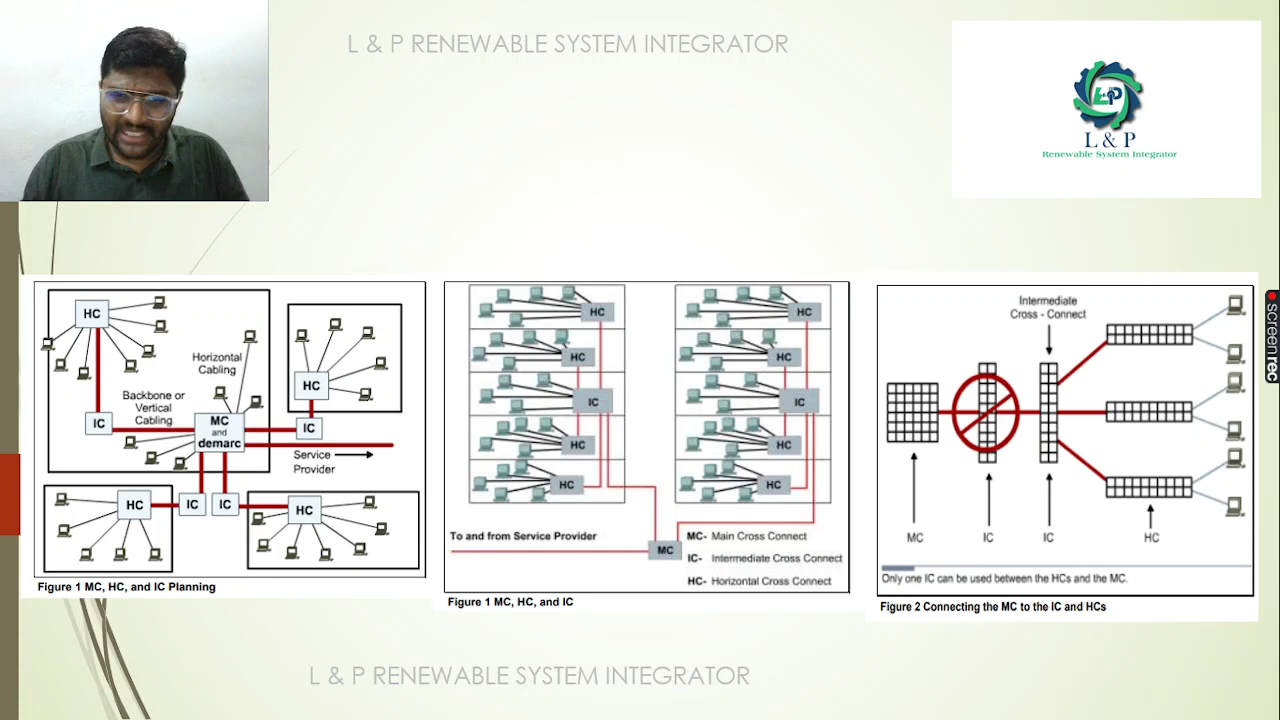 L & P RENEWABLE SYSTEM INTEGRATOR
L&P
L & P
Renewable System Integrator
HC
Horizontal
Cabling
Backbone or
Vertical
Cabling
HC
IC
MC
and
demarc
IC
Service
Provider
HC
IC
IC
HC
Figure 1 MC, HC, and IC Planning
HC
HC
HC
HC
IC
IC
HC
HC
HC
HC
To and from Service Provider
MC
MC- Main Cross Connect
IC- Intermediate Cross Connect
HC- Horizontal Cross Connect
Figure 1 MC, HC, and IC
Intermediate
Cross - Connect
MC
IC
IC
HC
Only one IC can be used between the HCs and the MC.
Figure 2 Connecting the MC to the IC and HCs
screenrec
L & P RENEWABLE SYSTEM INTEGRATOR